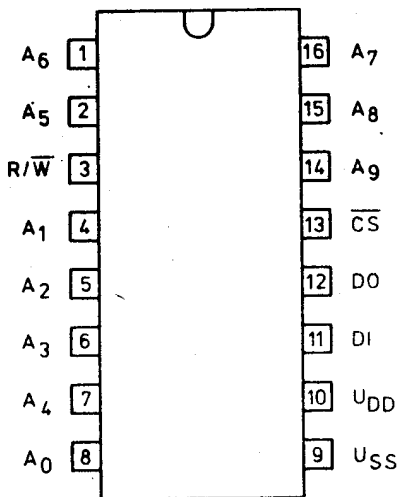 A6 1 16 A7
A5 2 15 A8
R/W̅ 3 14 A9
A1 4 13 C̅S̅
A2 5 12 DO
A3 6 11 DI
A4 7 10 UDD
A0 8 9 USS